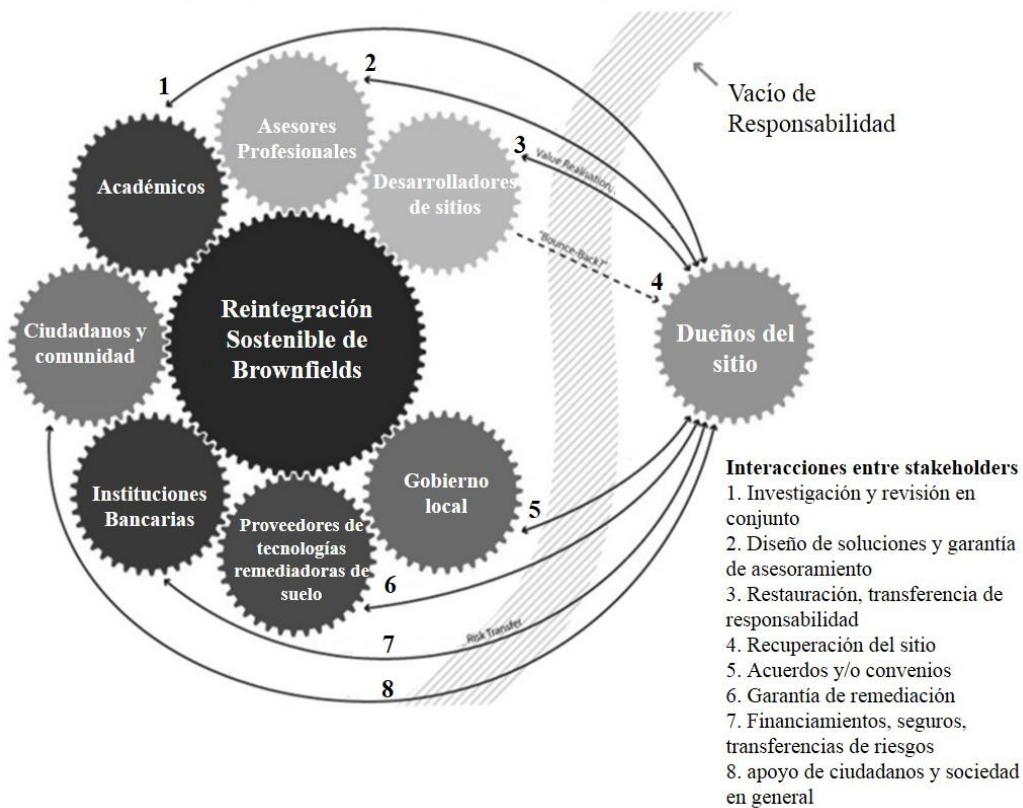 1
2
3
4
5
6
7
8
Asesores
Profesionales
Académicos
Desarrolladores
de sitios
Ciudadanos y
comunidad
Reintegración
Sostenible de
Brownfields
Instituciones
Bancarias
Proveedores de
tecnologías
remediadoras de
suelo
Gobierno
local
Dueños del
sitio
Value Realisation,
"Bounce-Back?"
Risk Transfer
Vacío de
Responsabilidad
Interacciones entre stakeholders
1. Investigación y revisión en
conjunto
2. Diseño de soluciones y garantía
de asesoramiento
3. Restauración, transferencia de
responsabilidad
4. Recuperación del sitio
5. Acuerdos y/o convenios
6. Garantía de remediación
7. Financiamientos, seguros,
transferencias de riesgos
8. apoyo de ciudadanos y sociedad
en general